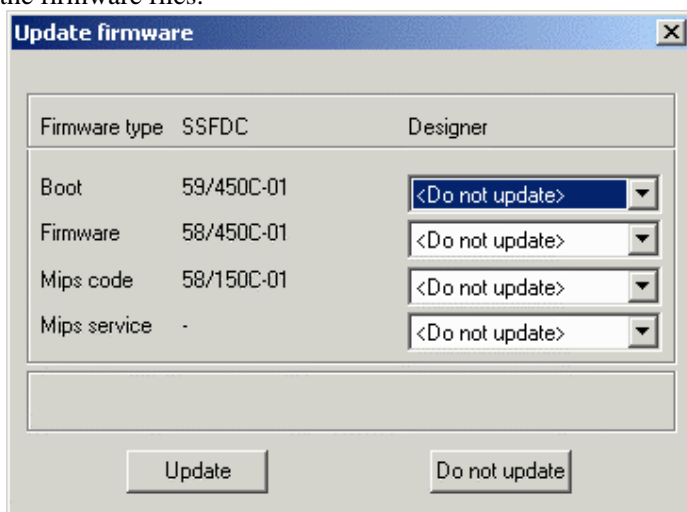 the firmware files.
Update firmware
Firmware type SSFDC Designer
Boot 59/450C-01 <Do not update>
Firmware 58/450C-01 <Do not update>
Mips code 58/150C-01 <Do not update>
Mips service - <Do not update>
Update Do not update